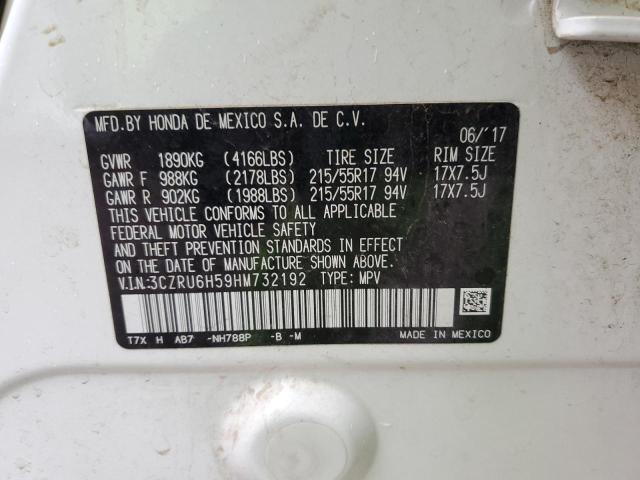 MFD.BY HONDA DE MEXICO S.A. DE C.V. 06/'17
GVWR 1890KG (4166LBS) TIRE SIZE RIM SIZE
GAWR F 988KG (2178LBS) 215/55R17 94V 17X7.5J
GAWR R 902KG (1988LBS) 215/55R17 94V 17X7.5J
THIS VEHICLE CONFORMS TO ALL APPLICABLE
FEDERAL MOTOR VEHICLE SAFETY
AND THEFT PREVENTION STANDARDS IN EFFECT
ON THE DATE OF MANUFACTURE SHOWN ABOVE.
V.I.N:3CZRU6H59HM732192 TYPE: MPV
T7X H AB7 -NH788P -B -M MADE IN MEXICO